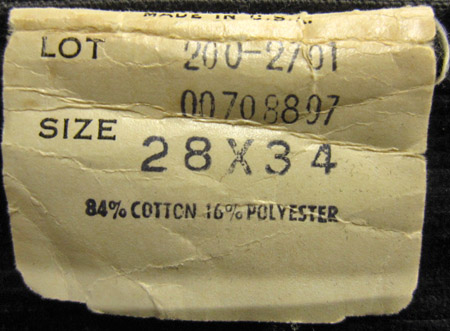 MADE IN U.S.A.
LOT 200-2701
00708897
SIZE 28X34
84% COTTON 16% POLYESTER